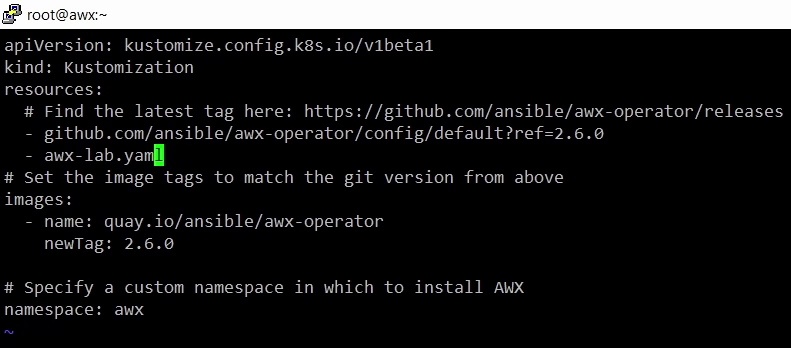 root@awx:~
apiVersion: kustomize.config.k8s.io/v1beta1
kind: Kustomization
resources:
  # Find the latest tag here: https://github.com/ansible/awx-operator/releases
  - github.com/ansible/awx-operator/config/default?ref=2.6.0
  - awx-lab.yaml
# Set the image tags to match the git version from above
images:
  - name: quay.io/ansible/awx-operator
    newTag: 2.6.0
# Specify a custom namespace in which to install AWX
namespace: awx
~